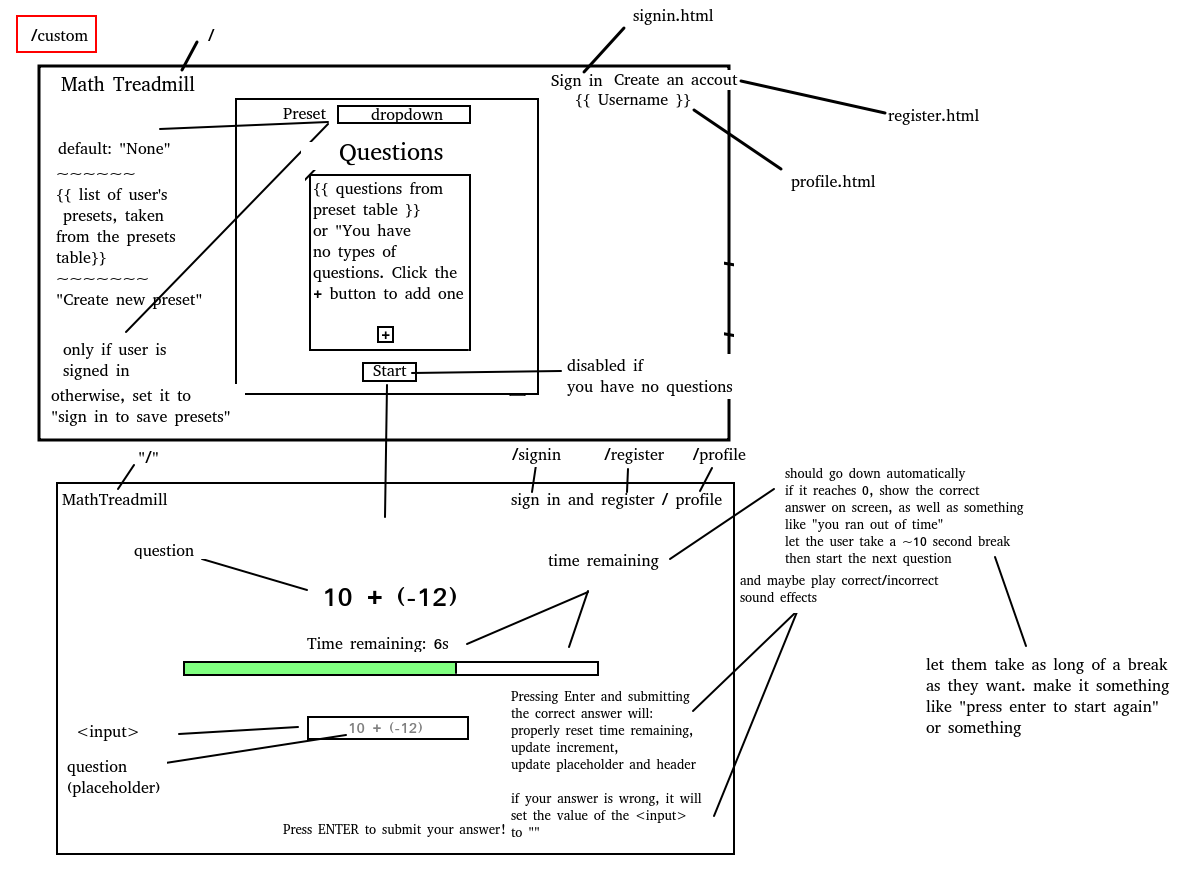 signin.html
/custom
/
Math Treadmill
Sign in Create an accout
{{ Username }}
register.html
profile.html
Preset
dropdown
default: "None"
~~~~~~
{{ list of user's
presets, taken
from the presets
table}}
~~~~~~~
"Create new preset"
only if user is
signed in
otherwise, set it to
"sign in to save presets"
Questions
{{ questions from
preset table }}
or "You have
no types of
questions. Click the
+ button to add one
+
Start
disabled if
you have no questions
"/"
/signin
/register
/profile
MathTreadmill
sign in and register / profile
should go down automatically
if it reaches 0, show the correct
answer on screen, as well as something
like "you ran out of time"
let the user take a ~10 second break
then start the next question
and maybe play correct/incorrect
sound effects
let them take as long of a break
as they want. make it something
like "press enter to start again"
or something
question
time remaining
10 + (-12)
Time remaining: 6s
<input>
10 + (-12)
question
(placeholder)
Pressing Enter and submitting
the correct answer will:
properly reset time remaining,
update increment,
update placeholder and header
if your answer is wrong, it will
set the value of the <input>
to ""
Press ENTER to submit your answer!